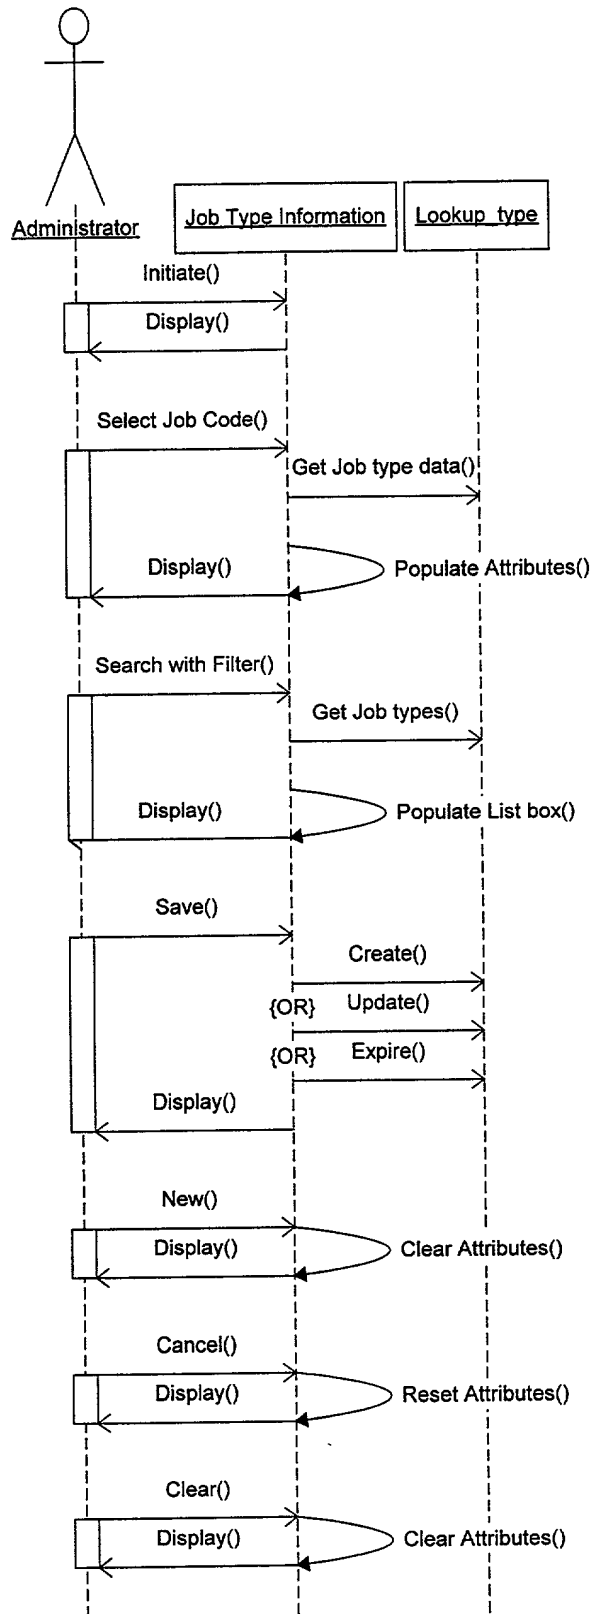 Administrator
Job Type Information
Lookup_type
Initiate()
Display()
Select Job Code()
Get Job type data()
Display()
Populate Attributes()
Search with Filter()
Get Job types()
Display()
Populate List box()
Save()
Create()
{OR}
Update()
{OR}
Expire()
Display()
New()
Display()
Clear Attributes()
Cancel()
Display()
Reset Attributes()
Clear()
Display()
Clear Attributes()